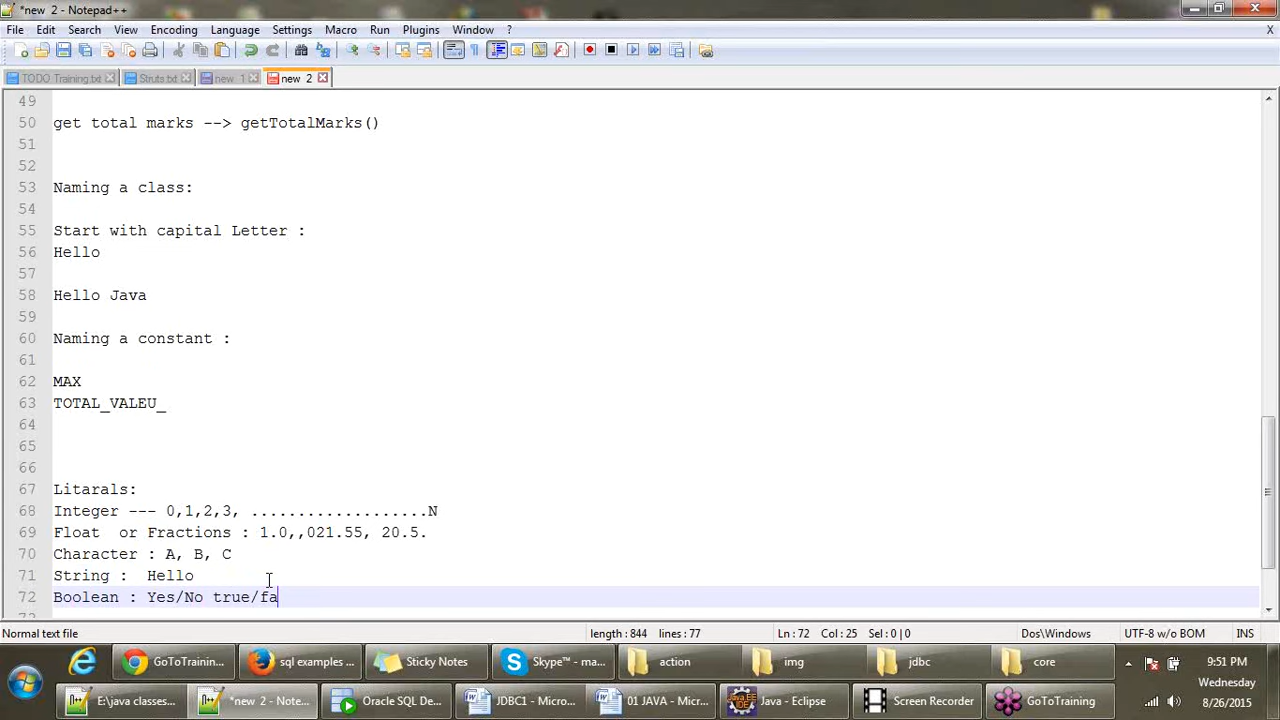 *new 2 - Notepad++
File Edit Search View Encoding Language Settings Macro Run Plugins Window ? X
TODO Training.txt Struts.txt new 1 new 2
49
50 get total marks --> getTotalMarks()
51
52
53 Naming a class:
54
55 Start with capital Letter :
56 Hello
57
58 Hello Java
59
60 Naming a constant :
61
62 MAX
63 TOTAL_VALEU_
64
65
66
67 Litarals:
68 Integer --- 0,1,2,3, ...................N
69 Float  or Fractions : 1.0,,021.55, 20.5.
70 Character : A, B, C
71 String :  Hello
72 Boolean : Yes/No true/fa
Normal text file length : 844 lines : 77 Ln : 72 Col : 25 Sel : 0 | 0 Dos\Windows UTF-8 w/o BOM INS
GoToTrainin... sql examples ... Sticky Notes Skype™ - ma... action img jdbc core 9:51 PM
Wednesday
E:\java classes... *new 2 - Note... Oracle SQL De... JDBC1 - Micro... 01 JAVA - Micro... Java - Eclipse Screen Recorder GoToTraining 8/26/2015